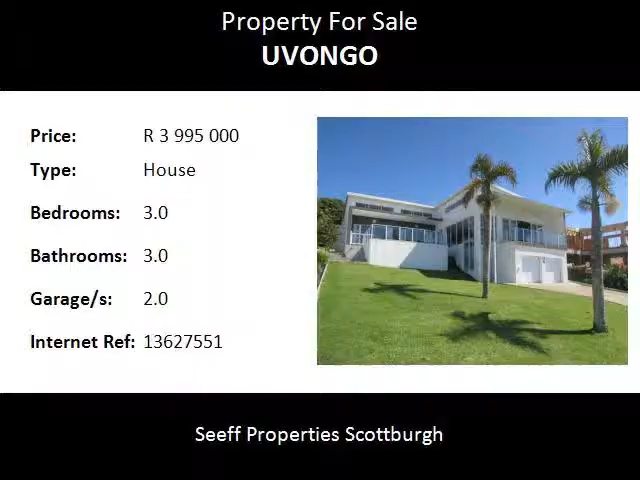 Property For Sale
UVONGO
Price: R 3 995 000
Type: House
Bedrooms: 3.0
Bathrooms: 3.0
Garage/s: 2.0
Internet Ref: 13627551
Seeff Properties Scottburgh